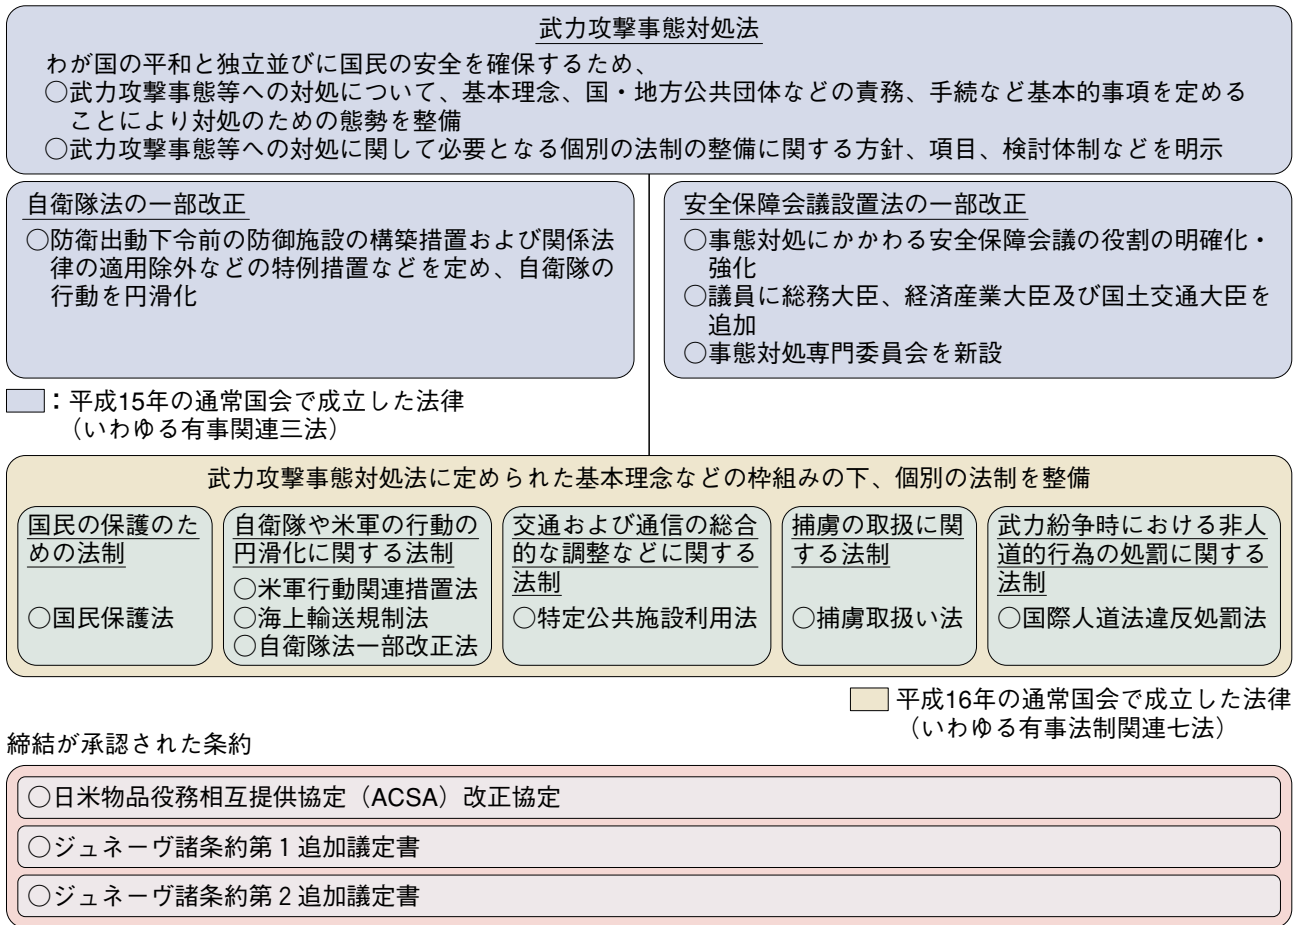 武力攻撃事態対処法
わが国の平和と独立並びに国民の安全を確保するため、
○武力攻撃事態等への対処について、基本理念、国・地方公共団体などの責務、手続など基本的事項を定める
ことにより対処のための態勢を整備
○武力攻撃事態等への対処に関して必要となる個別の法制の整備に関する方針、項目、検討体制などを明示
自衛隊法の一部改正
○防衛出動下令前の防御施設の構築措置および関係法
律の適用除外などの特例措置などを定め、自衛隊の
行動を円滑化
安全保障会議設置法の一部改正
○事態対処にかかわる安全保障会議の役割の明確化・
強化
○議員に総務大臣、経済産業大臣及び国土交通大臣を
追加
○事態対処専門委員会を新設
：平成15年の通常国会で成立した法律
（いわゆる有事関連三法）
武力攻撃事態対処法に定められた基本理念などの枠組みの下、個別の法制を整備
国民の保護のた
めの法制
○国民保護法
自衛隊や米軍の行動の
円滑化に関する法制
○米軍行動関連措置法
○海上輸送規制法
○自衛隊法一部改正法
交通および通信の総合
的な調整などに関する
法制
○特定公共施設利用法
捕虜の取扱に関
する法制
○捕虜取扱い法
武力紛争時における非人
道的行為の処罰に関する
法制
○国際人道法違反処罰法
平成16年の通常国会で成立した法律
（いわゆる有事法制関連七法）
締結が承認された条約
○日米物品役務相互提供協定（ACSA）改正協定
○ジュネーヴ諸条約第１追加議定書
○ジュネーヴ諸条約第２追加議定書